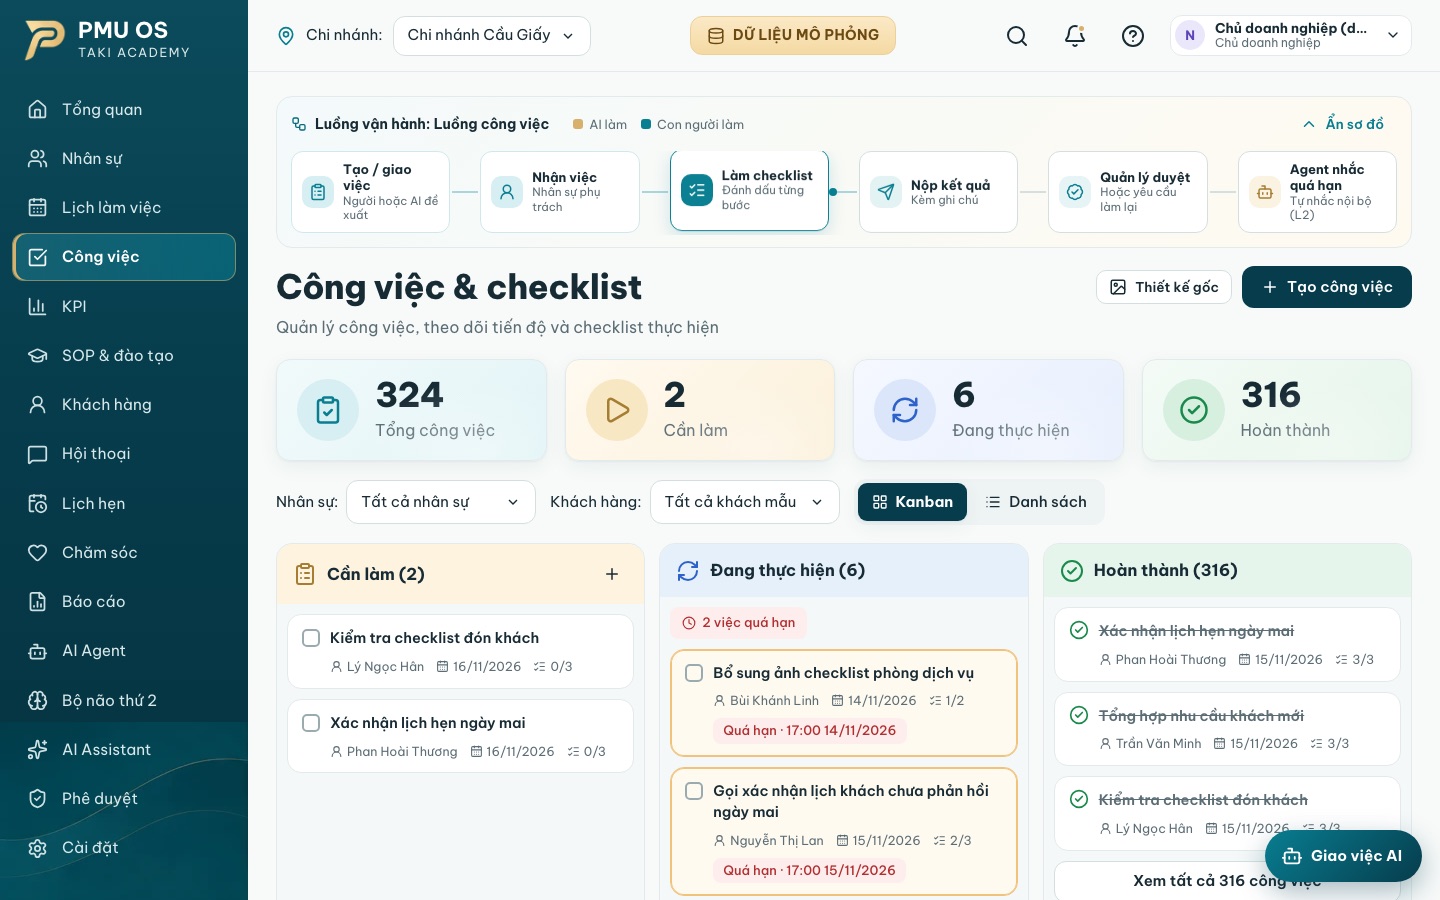 PMU OS
TAKI ACADEMY
Tổng quan
Nhân sự
Lịch làm việc
Công việc
KPI
SOP & đào tạo
Khách hàng
Hội thoại
Lịch hẹn
Chăm sóc
Báo cáo
AI Agent
Bộ não thứ 2
AI Assistant
Phê duyệt
Cài đặt
Chi nhánh:
Chi nhánh Cầu Giấy
DỮ LIỆU MÔ PHỎNG
N
Chủ doanh nghiệp (d...
Chủ doanh nghiệp
Luồng vận hành: Luồng công việc
AI làm
Con người làm
Ẩn sơ đồ
Tạo / giao
việc
Người hoặc AI đề
xuất
Nhận việc
Nhân sự phụ
trách
Làm checklist
Đánh dấu từng
bước
Nộp kết quả
Kèm ghi chú
Quản lý duyệt
Hoặc yêu cầu
làm lại
Agent nhắc
quá hạn
Tự nhắc nội bộ
(L2)
Công việc & checklist
Quản lý công việc, theo dõi tiến độ và checklist thực hiện
Thiết kế gốc
Tạo công việc
324
Tổng công việc
2
Cần làm
6
Đang thực hiện
316
Hoàn thành
Nhân sự:
Tất cả nhân sự
Khách hàng:
Tất cả khách mẫu
Kanban
Danh sách
Cần làm (2)
Kiểm tra checklist đón khách
Lý Ngọc Hân 16/11/2026 0/3
Xác nhận lịch hẹn ngày mai
Phan Hoài Thương 16/11/2026 0/3
Đang thực hiện (6)
2 việc quá hạn
Bổ sung ảnh checklist phòng dịch vụ
Bùi Khánh Linh 14/11/2026 1/2
Quá hạn · 17:00 14/11/2026
Gọi xác nhận lịch khách chưa phản hồi
ngày mai
Nguyễn Thị Lan 15/11/2026 2/3
Quá hạn · 17:00 15/11/2026
Hoàn thành (316)
Xác nhận lịch hẹn ngày mai
Phan Hoài Thương 15/11/2026 3/3
Tổng hợp nhu cầu khách mới
Trần Văn Minh 15/11/2026 3/3
Kiểm tra checklist đón khách
Lý Ngọc Hân 15/11/2026 3/3
Xem tất cả 316 công việc
Giao việc AI